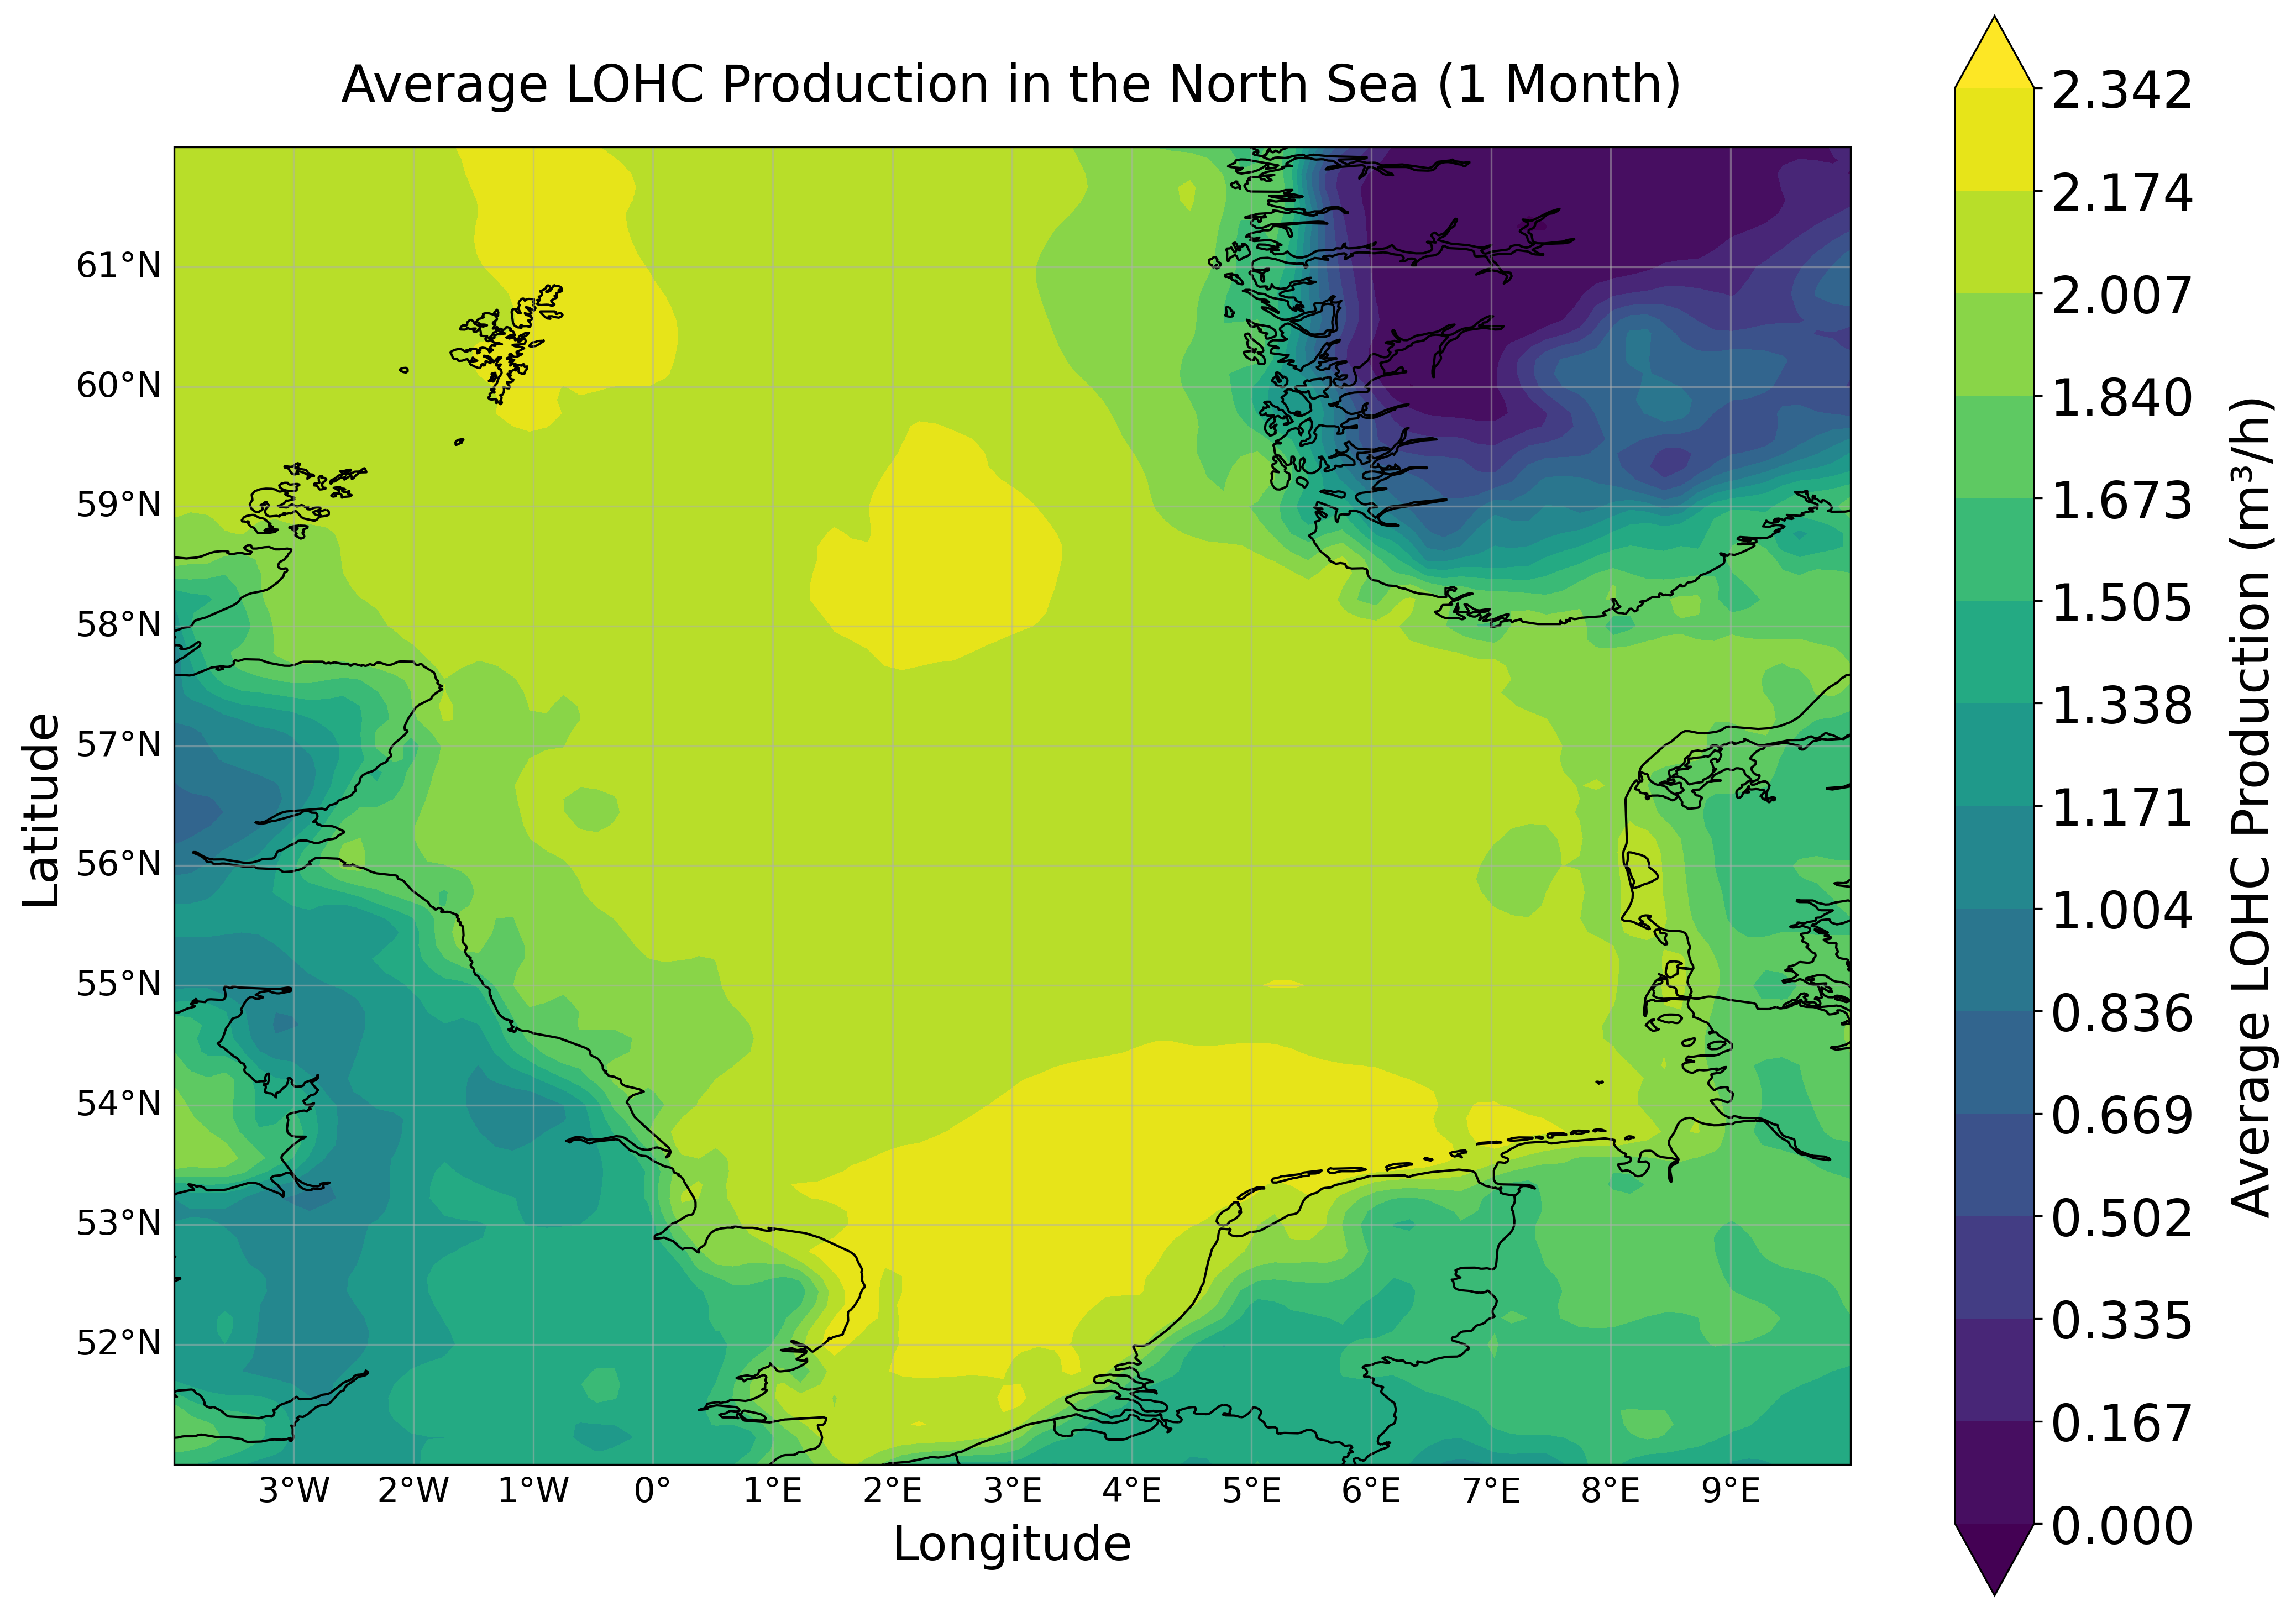 Average LOHC Production in the North Sea (1 Month)
61°N
60°N
59°N
58°N
57°N
56°N
55°N
54°N
53°N
52°N
Latitude
3°W 2°W 1°W 0° 1°E 2°E 3°E 4°E 5°E 6°E 7°E 8°E 9°E
Longitude
2.342
2.174
2.007
1.840
1.673
1.505
1.338
1.171
1.004
0.836
0.669
0.502
0.335
0.167
0.000
Average LOHC Production (m³/h)